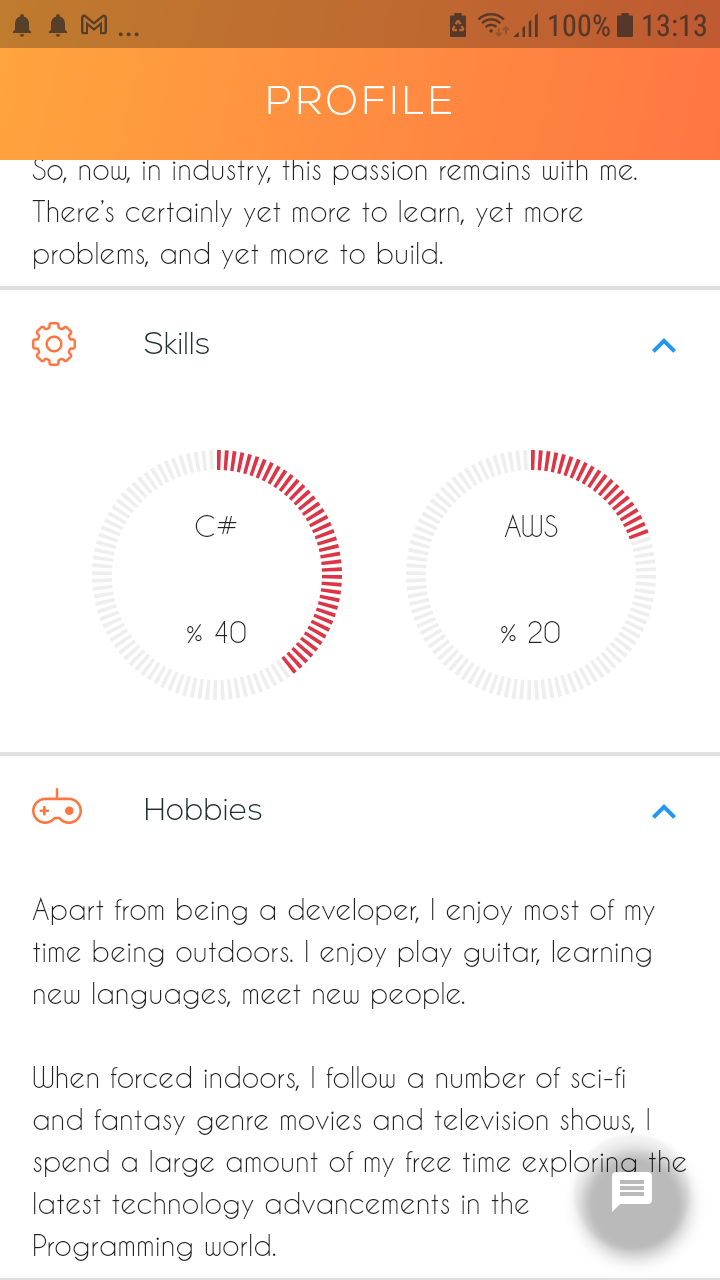 ... 100% 13:13
PROFILE
So, now, in industry, this passion remains with me.
There's certainly yet more to learn, yet more
problems, and yet more to build.
Skills
C# AWS
% 40 % 20
Hobbies
Apart from being a developer, I enjoy most of my
time being outdoors. I enjoy play guitar, learning
new languages, meet new people.
When forced indoors, I follow a number of sci-fi
and fantasy genre movies and television shows, I
spend a large amount of my free time exploring the
latest technology advancements in the
Programming world.